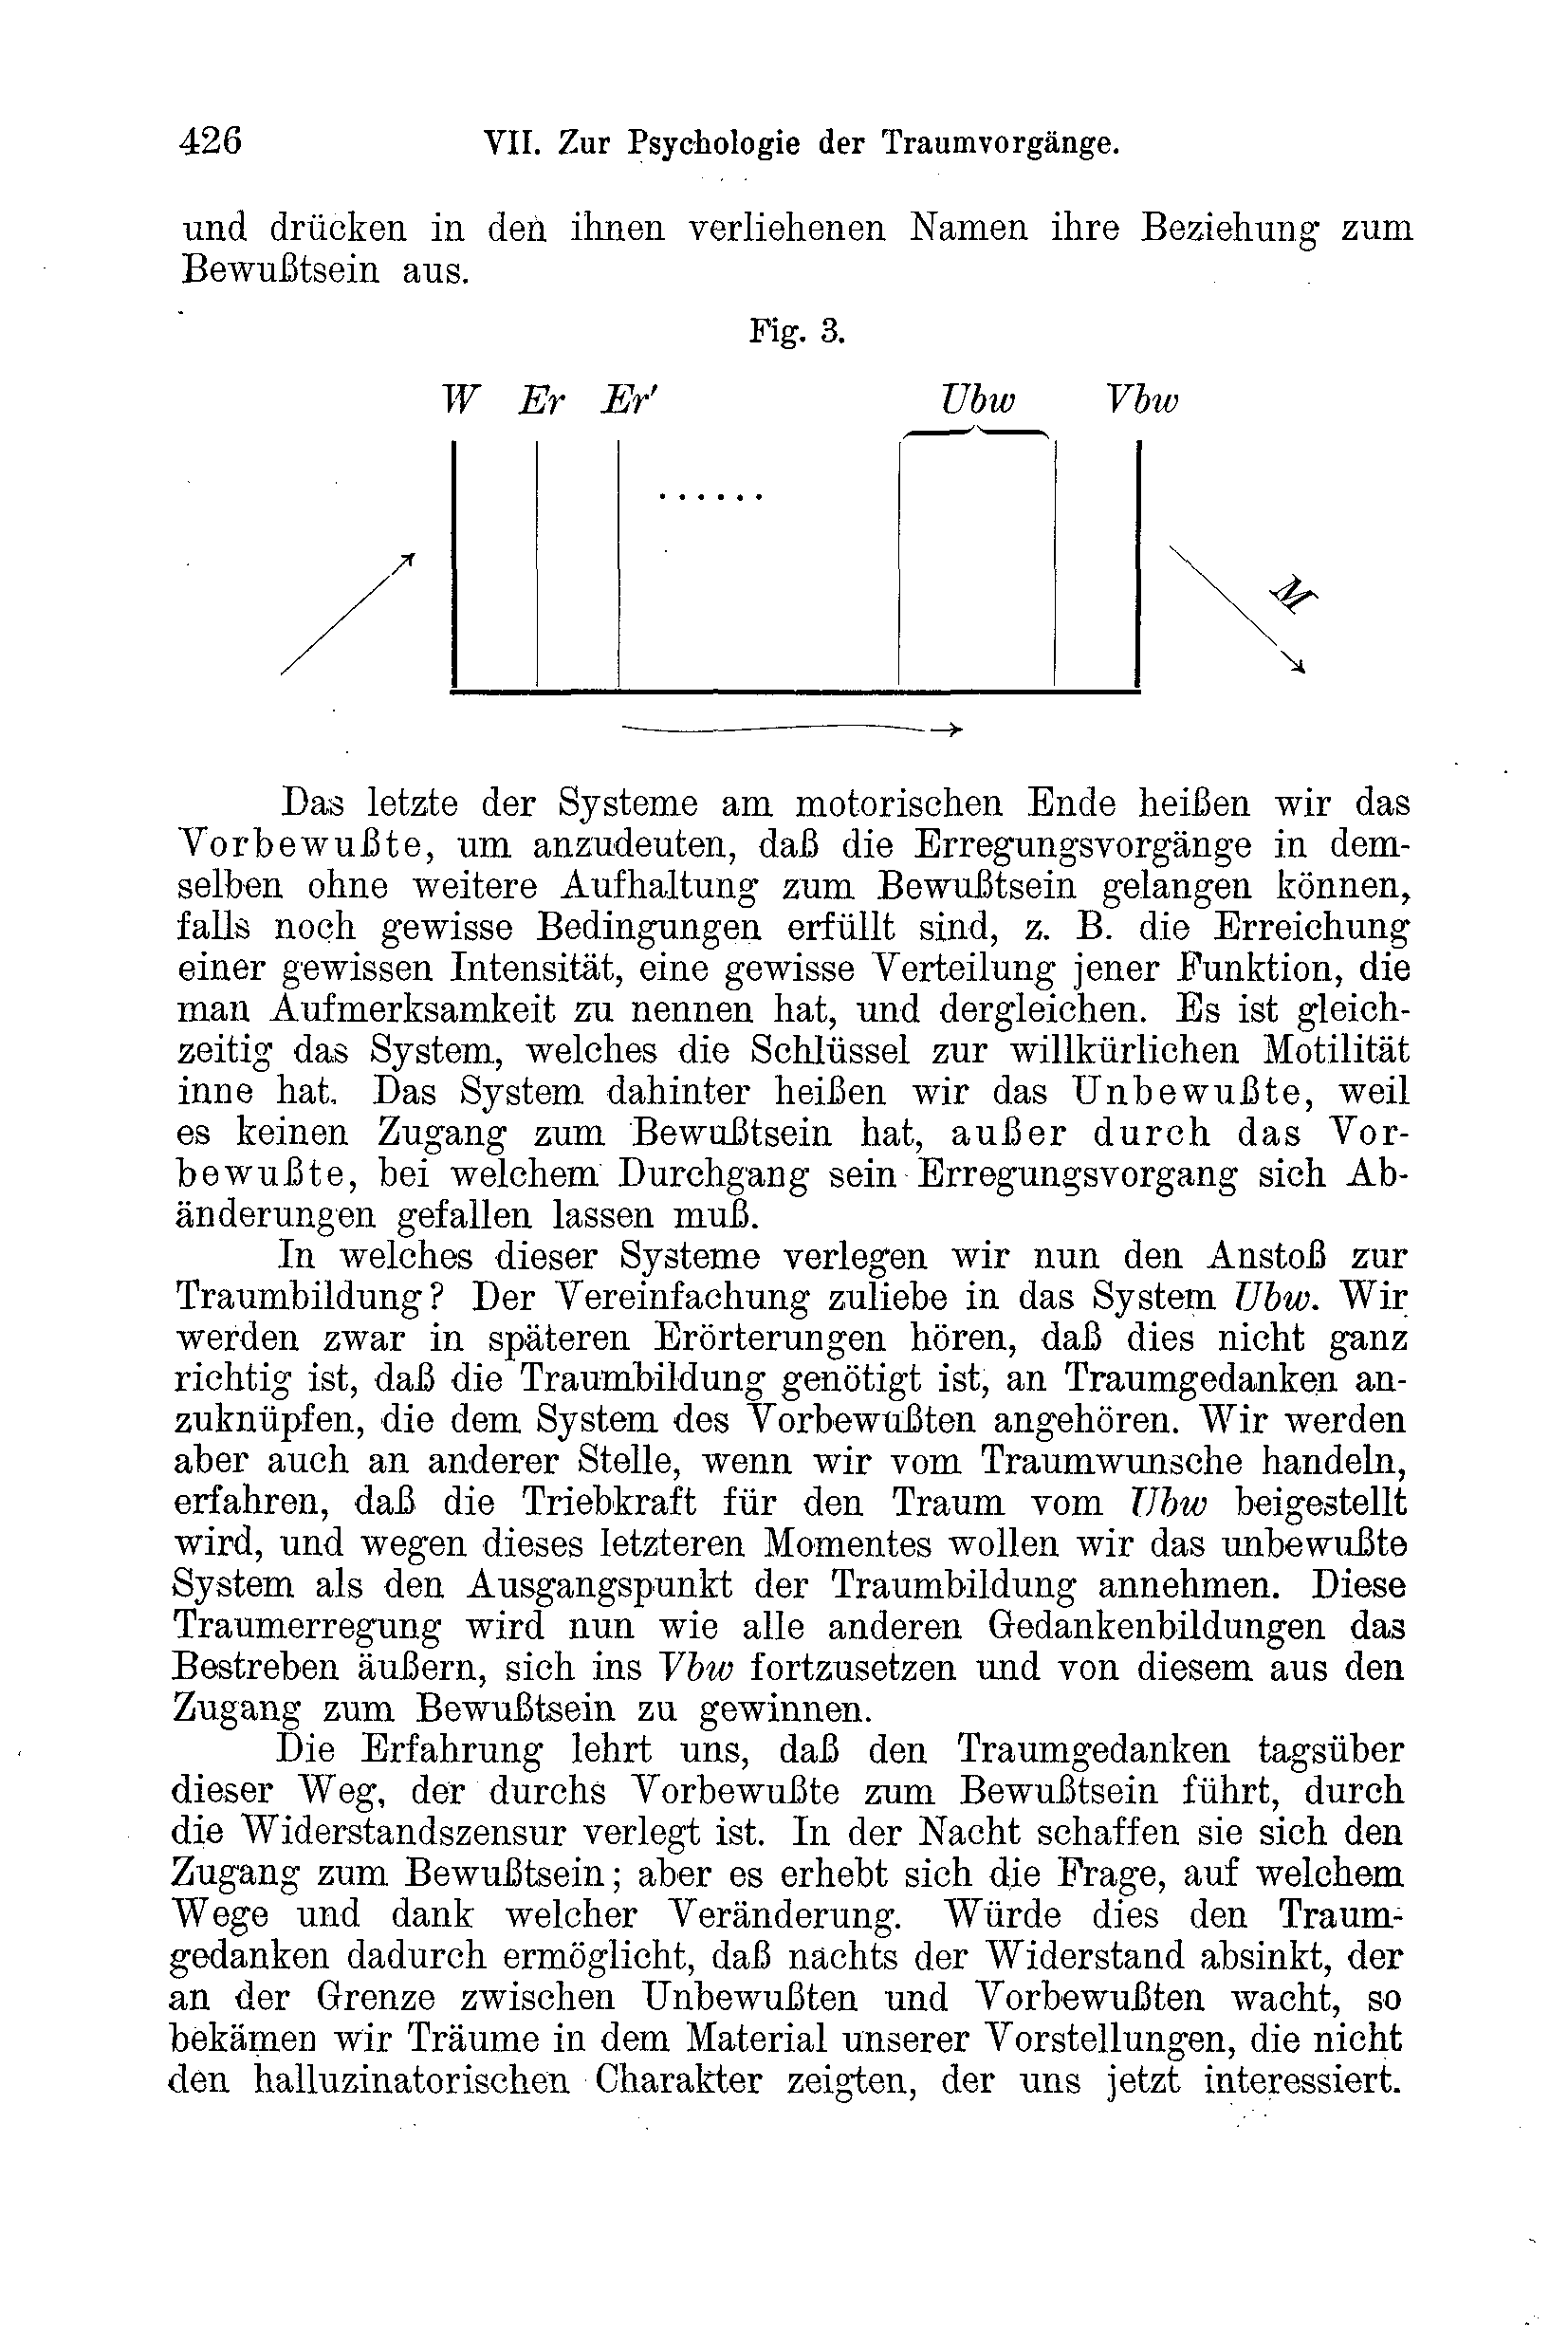 426 VII. Zur Psychologie der Traumvorgänge.
und drücken in den ihnen verliehenen Namen ihre Beziehung zum
Bewußtsein aus.
Fig. 3.
W Er Er' Ubw Vbw
......
M
Das letzte der Systeme am motorischen Ende heißen wir das
Vorbewußte, um anzudeuten, daß die Erregungsvorgänge in dem-
selben ohne weitere Aufhaltung zum Bewußtsein gelangen können,
falls noch gewisse Bedingungen erfüllt sind, z. B. die Erreichung
einer gewissen Intensität, eine gewisse Verteilung jener Funktion, die
man Aufmerksamkeit zu nennen hat, und dergleichen. Es ist gleich-
zeitig das System, welches die Schlüssel zur willkürlichen Motilität
inne hat. Das System dahinter heißen wir das Unbewußte, weil
es keinen Zugang zum Bewußtsein hat, außer durch das Vor-
bewußte, bei welchem Durchgang sein Erregungsvorgang sich Ab-
änderungen gefallen lassen muß.
In welches dieser Systeme verlegen wir nun den Anstoß zur
Traumbildung? Der Vereinfachung zuliebe in das System Ubw. Wir
werden zwar in späteren Erörterungen hören, daß dies nicht ganz
richtig ist, daß die Traumbildung genötigt ist, an Traumgedanken an-
zuknüpfen, die dem System des Vorbewußten angehören. Wir werden
aber auch an anderer Stelle, wenn wir vom Traumwunsche handeln,
erfahren, daß die Triebkraft für den Traum vom Ubw beigestellt
wird, und wegen dieses letzteren Momentes wollen wir das unbewußte
System als den Ausgangspunkt der Traumbildung annehmen. Diese
Traumerregung wird nun wie alle anderen Gedankenbildungen das
Bestreben äußern, sich ins Vbw fortzusetzen und von diesem aus den
Zugang zum Bewußtsein zu gewinnen.
Die Erfahrung lehrt uns, daß den Traumgedanken tagsüber
dieser Weg, der durchs Vorbewußte zum Bewußtsein führt, durch
die Widerstandszensur verlegt ist. In der Nacht schaffen sie sich den
Zugang zum Bewußtsein; aber es erhebt sich die Frage, auf welchem
Wege und dank welcher Veränderung. Würde dies den Traum-
gedanken dadurch ermöglicht, daß nachts der Widerstand absinkt, der
an der Grenze zwischen Unbewußten und Vorbewußten wacht, so
bekämen wir Träume in dem Material unserer Vorstellungen, die nicht
den halluzinatorischen Charakter zeigten, der uns jetzt interessiert.